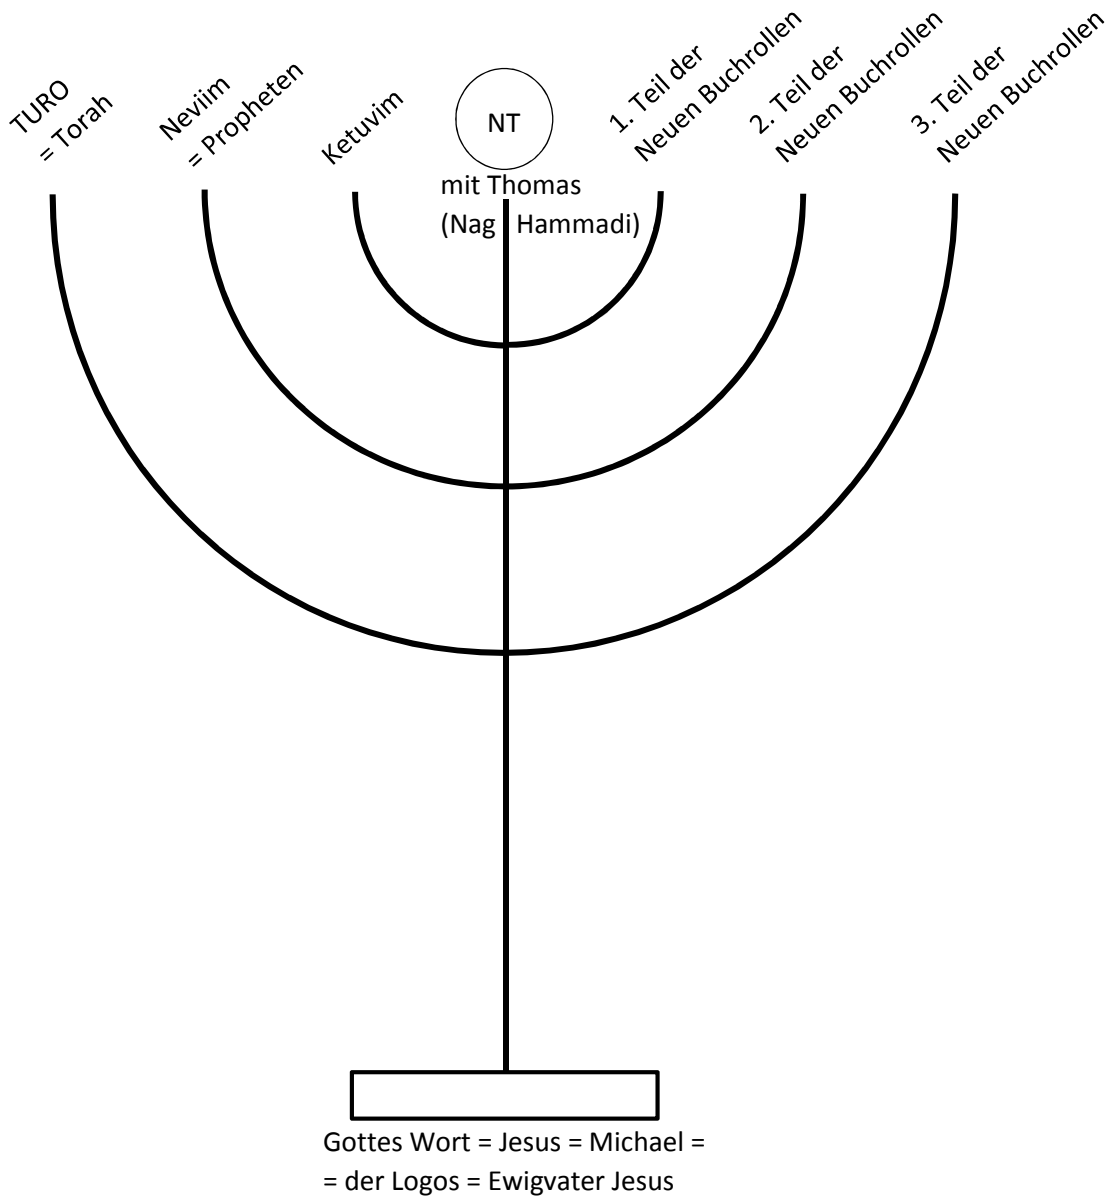 TURO
= Torah
Neviim
= Propheten
Ketuvim
NT
mit Thomas
(Nag Hammadi)
1. Teil der
Neuen Buchrollen
2. Teil der
Neuen Buchrollen
3. Teil der
Neuen Buchrollen
Gottes Wort = Jesus = Michael =
= der Logos = Ewigvater Jesus